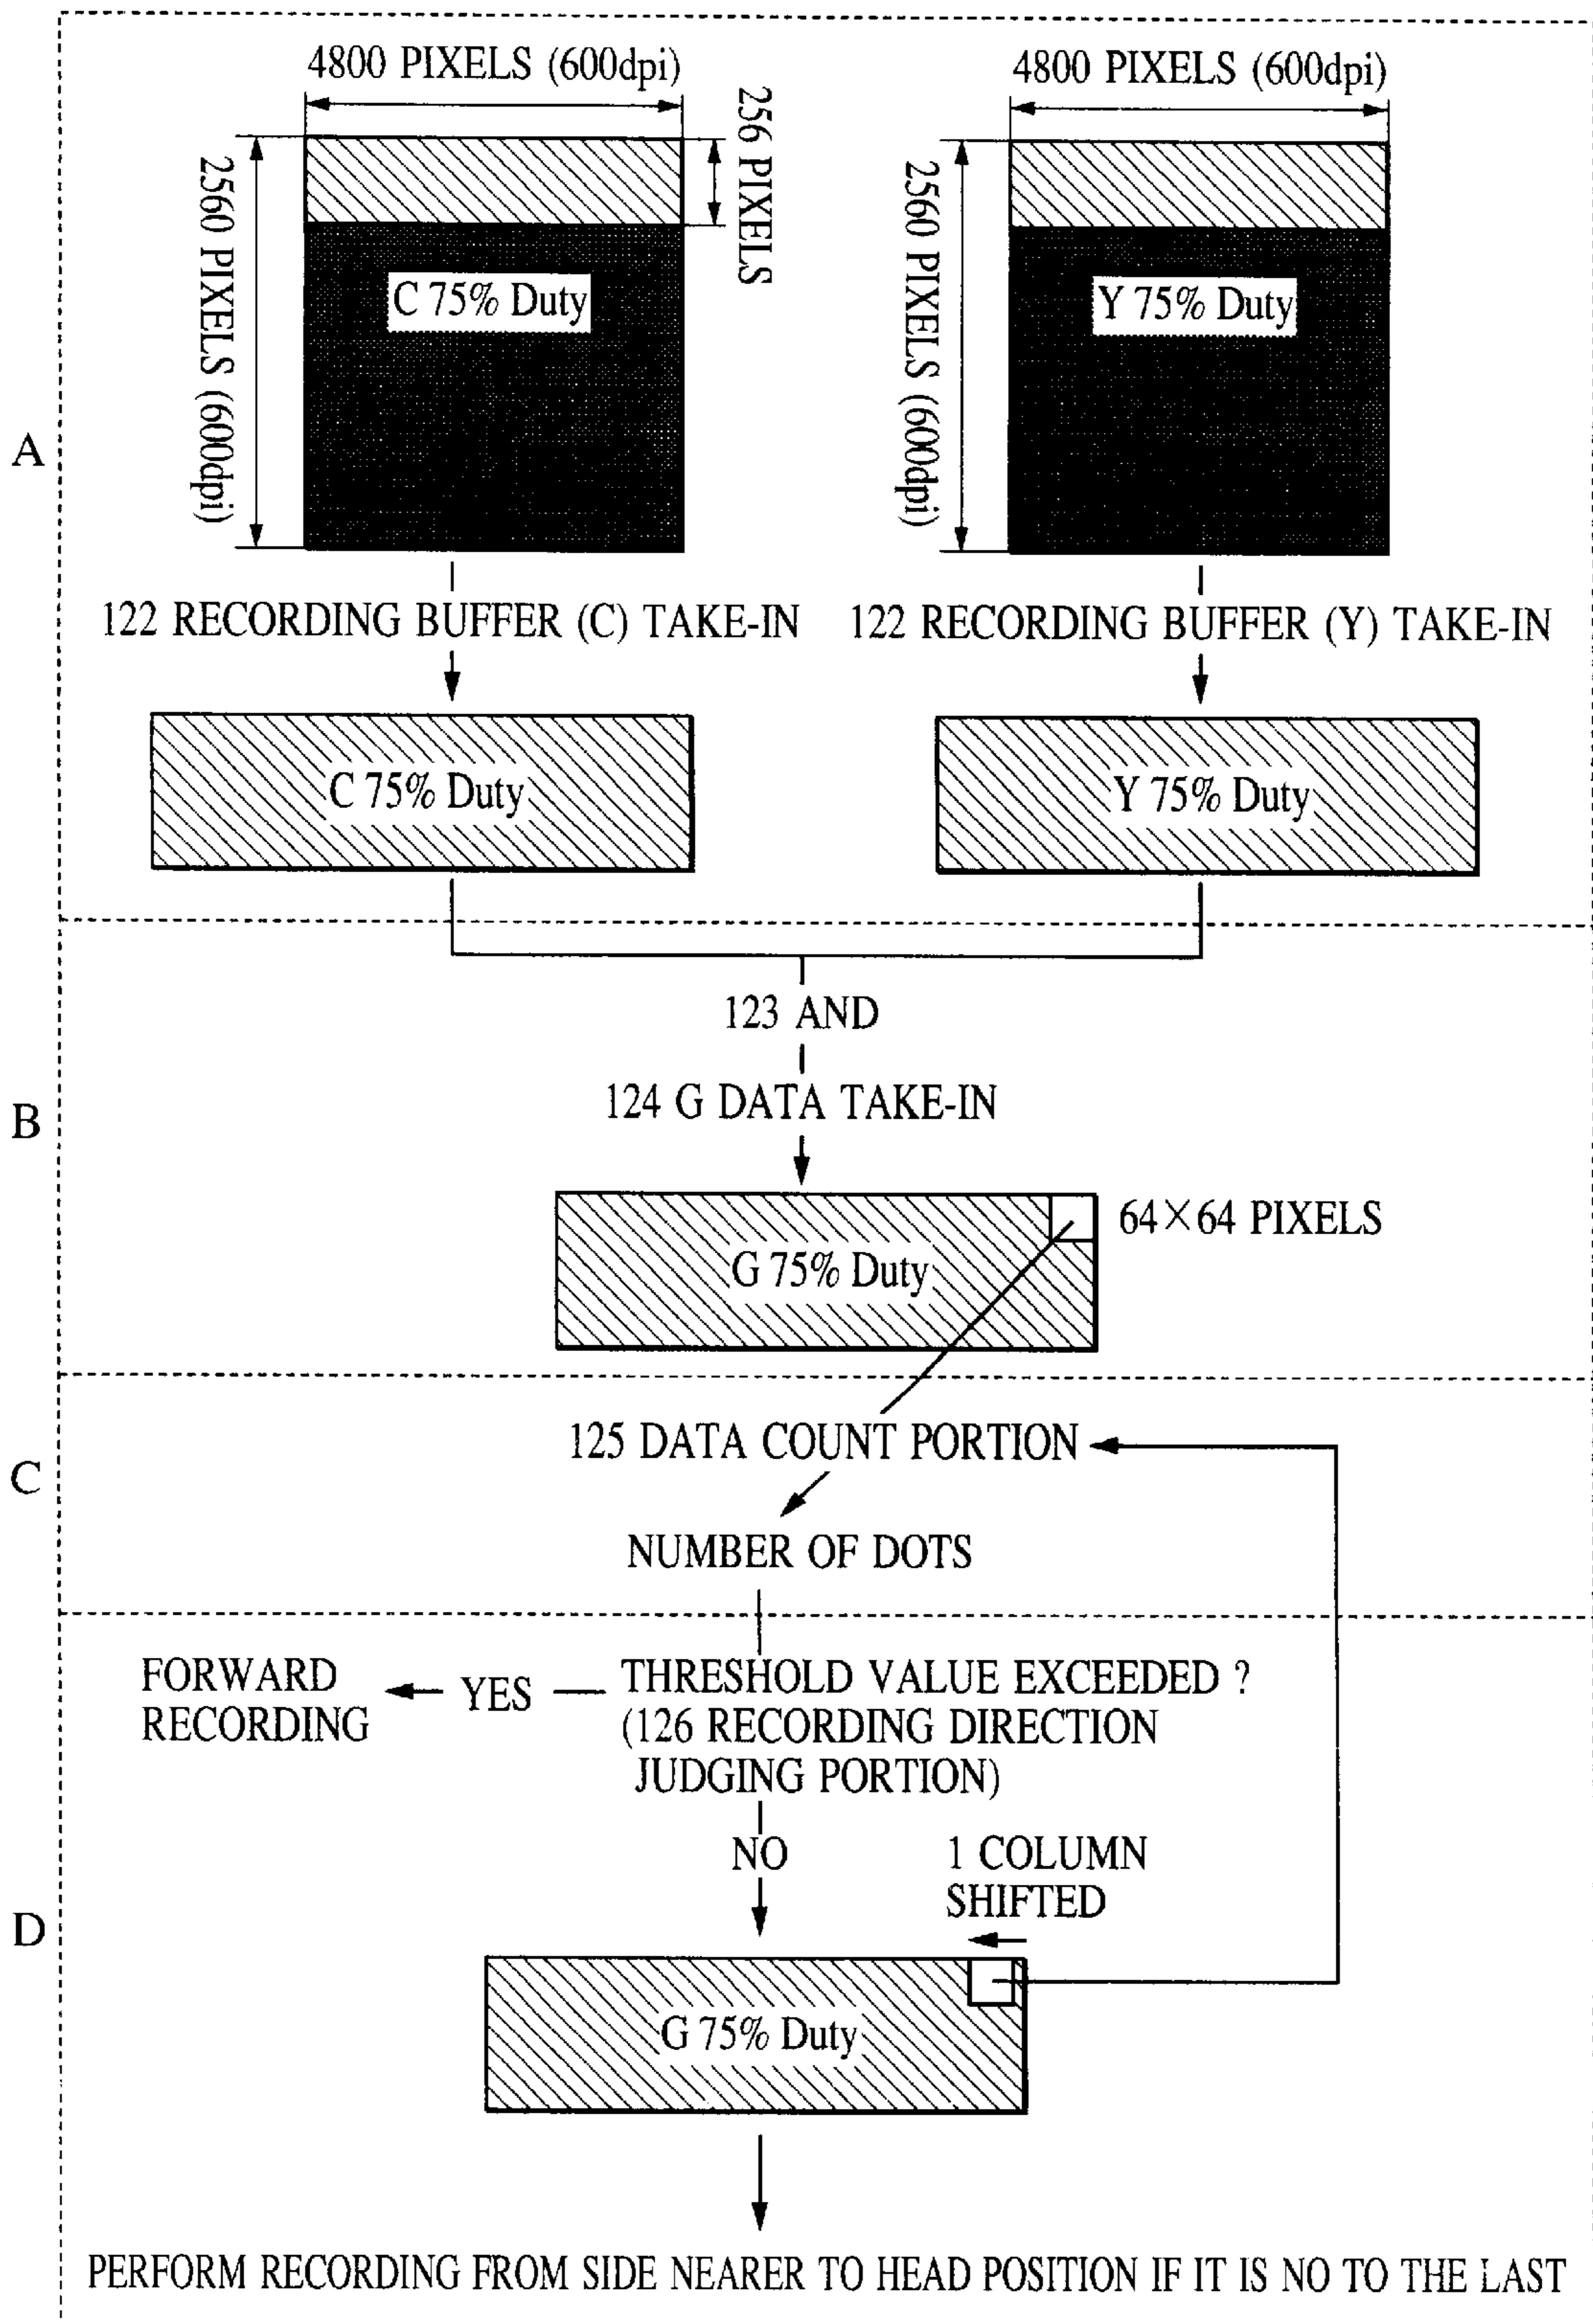 A
4800 PIXELS (600dpi)
2560 PIXELS (600dpi)
256 PIXELS
C 75% Duty
4800 PIXELS (600dpi)
2560 PIXELS (600dpi)
Y 75% Duty
122 RECORDING BUFFER (C) TAKE-IN
122 RECORDING BUFFER (Y) TAKE-IN
C 75% Duty
Y 75% Duty
B
123 AND
124 G DATA TAKE-IN
64×64 PIXELS
G 75% Duty
C
125 DATA COUNT PORTION
NUMBER OF DOTS
D
FORWARD
RECORDING
YES
THRESHOLD VALUE EXCEEDED ?
(126 RECORDING DIRECTION
JUDGING PORTION)
NO
1 COLUMN
SHIFTED
G 75% Duty
PERFORM RECORDING FROM SIDE NEARER TO HEAD POSITION IF IT IS NO TO THE LAST